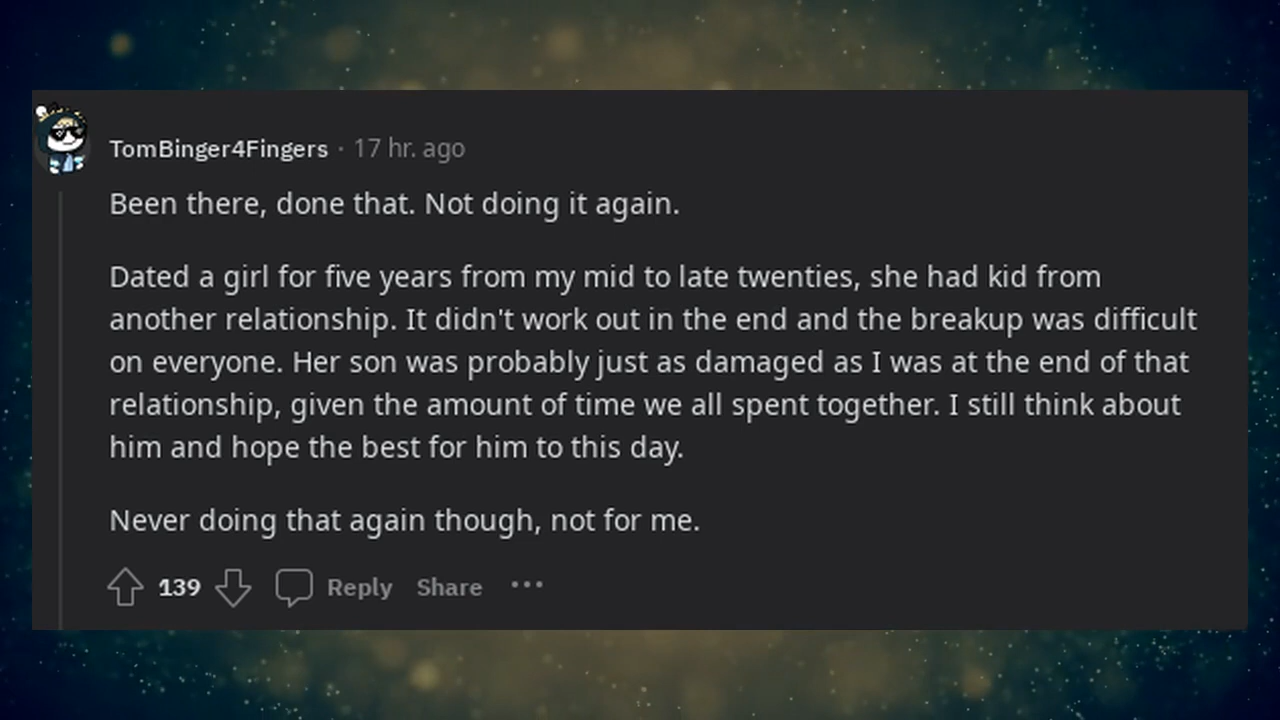 TomBinger4Fingers · 17 hr. ago
Been there, done that. Not doing it again.
Dated a girl for five years from my mid to late twenties, she had kid from
another relationship. It didn't work out in the end and the breakup was difficult
on everyone. Her son was probably just as damaged as I was at the end of that
relationship, given the amount of time we all spent together. I still think about
him and hope the best for him to this day.
Never doing that again though, not for me.
139 Reply Share ···